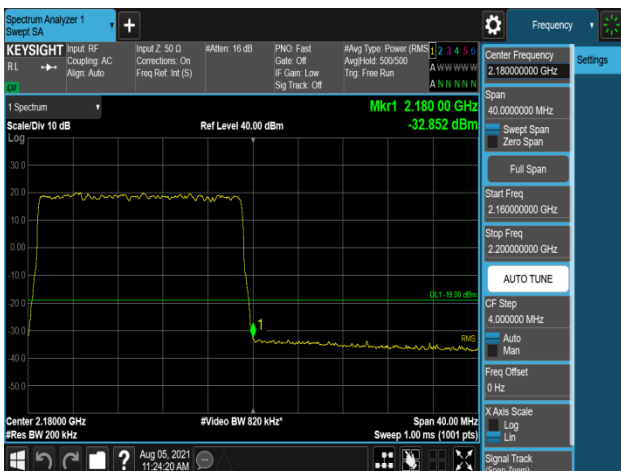 Spectrum Analyzer 1
Swept SA
Frequency
KEYSIGHT
RL
Input: RF
Coupling: AC
Align: Auto
Input Z: 50 Ω
Corrections: On
Freq Ref: Int (S)
#Atten: 16 dB
PNO: Fast
Gate: Off
IF Gain: Low
Sig Track: Off
#Avg Type: Power (RMS
Avg|Hold: 500/500
Trig: Free Run
1 2 3 4 5 6
A W W W W W
A N N N N N
1 Spectrum
Scale/Div 10 dB
Log
Ref Level 40.00 dBm
Mkr1 2.180 00 GHz
-32.852 dBm
30.0
20.0
10.0
0.00
-10.0
-20.0
-30.0
-40.0
-50.0
DL1 -19.00 dBm
1
RMS
Center 2.18000 GHz
#Res BW 200 kHz
#Video BW 820 kHz*
Span 40.00 MHz
Sweep 1.00 ms (1001 pts)
Aug 05, 2021
11:24:20 AM
Center Frequency
2.180000000 GHz
Settings
Span
40.0000000 MHz
Swept Span
Zero Span
Full Span
Start Freq
2.160000000 GHz
Stop Freq
2.200000000 GHz
AUTO TUNE
CF Step
4.000000 MHz
Auto
Man
Freq Offset
0 Hz
X Axis Scale
Log
Lin
Signal Track
(Span Zoom)